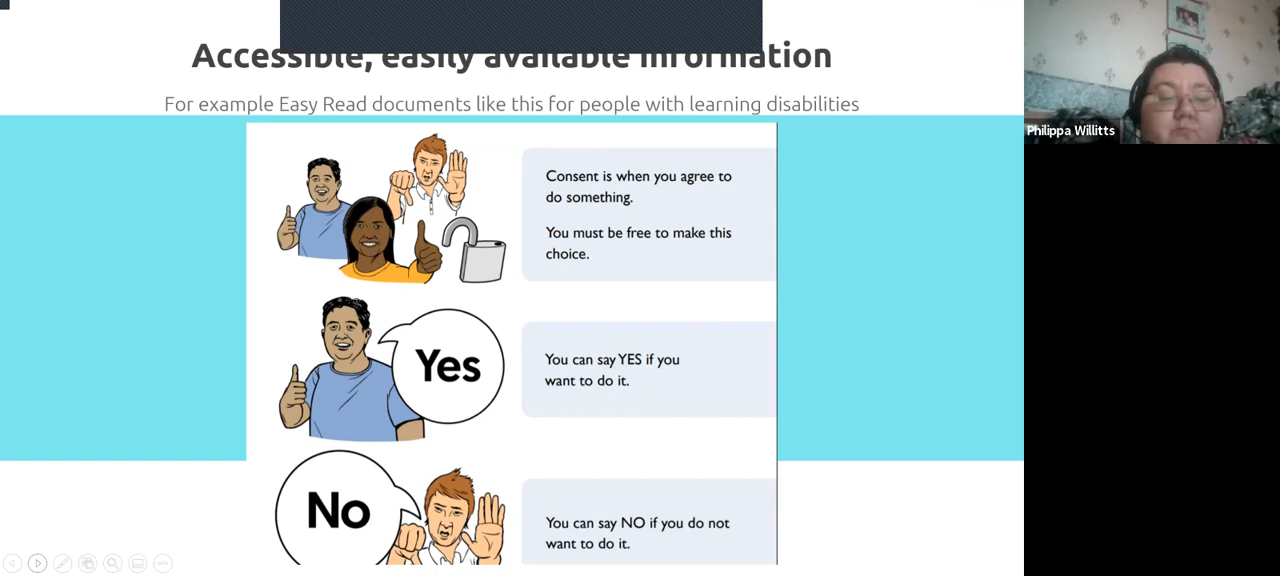 Accessible, easily available information
For example Easy Read documents like this for people with learning disabilities
Consent is when you agree to
do something.
You must be free to make this
choice.
Yes
You can say YES if you
want to do it.
No
You can say NO if you do not
want to do it.
Philippa Willitts